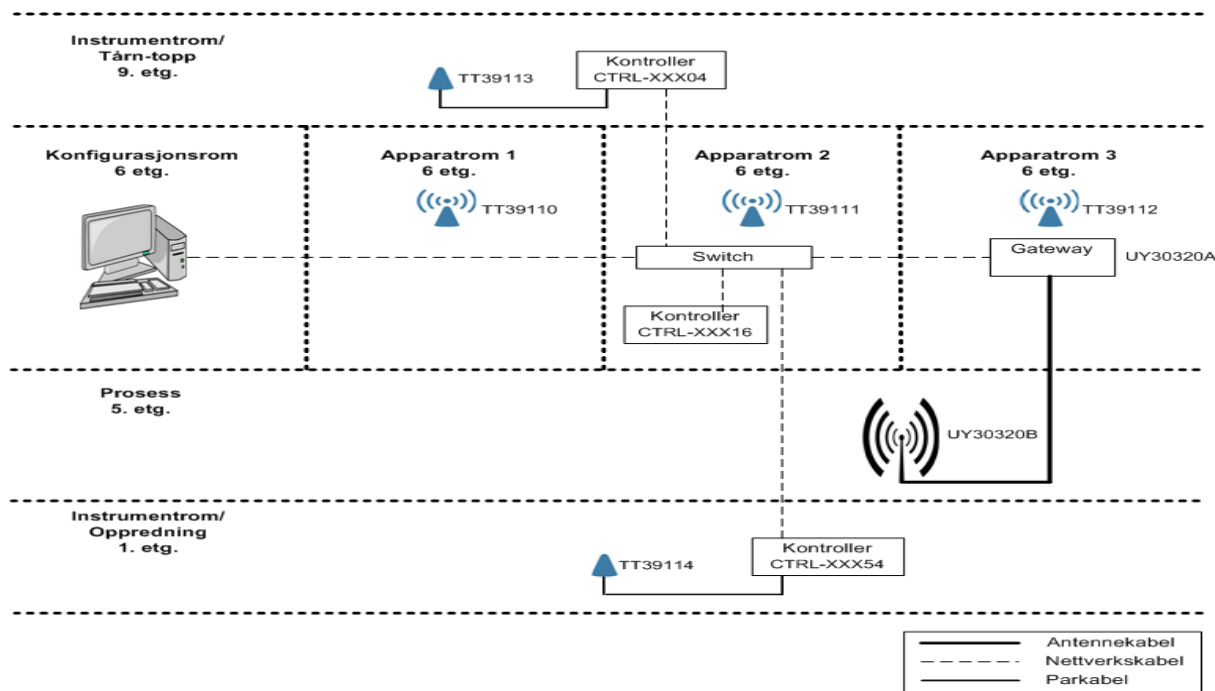 Instrumentrom/
Tårn-topp
9. etg.
TT39113
Kontroller
CTRL-XXX04
Konfigurasjonsrom
6 etg.
Apparatrom 1
6 etg.
TT39110
Apparatrom 2
6 etg.
TT39111
Apparatrom 3
6 etg.
TT39112
Switch
Gateway
UY30320A
Kontroller
CTRL-XXX16
Prosess
5. etg.
UY30320B
Instrumentrom/
Oppredning
1. etg.
TT39114
Kontroller
CTRL-XXX54
Antennekabel
Nettverkskabel
Parkabel